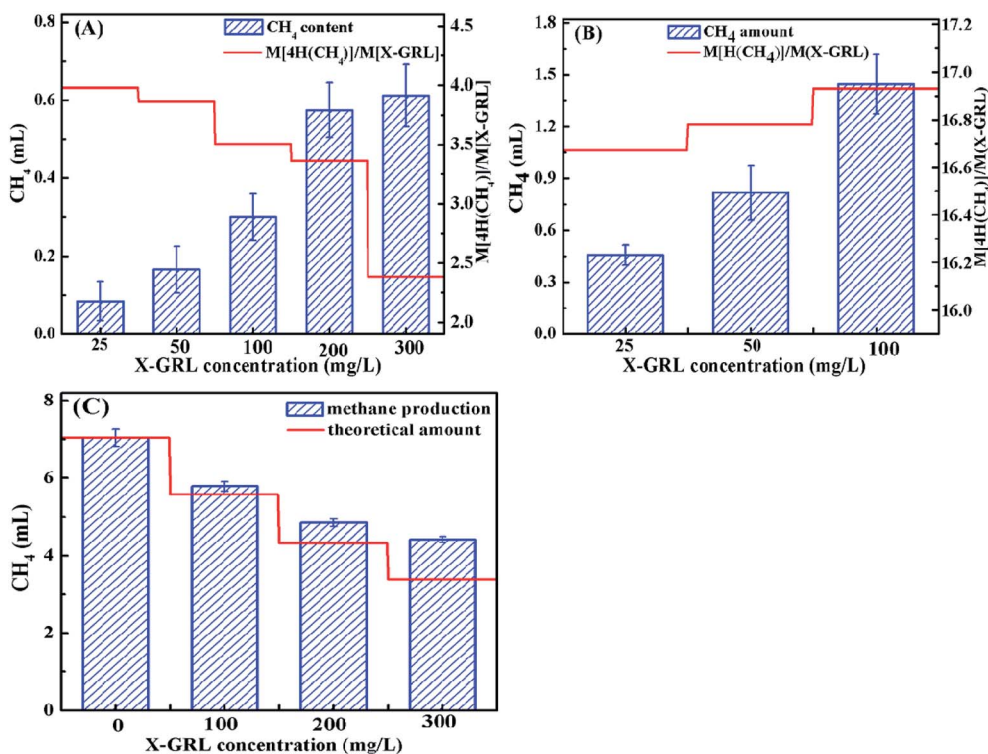 (A)
CH4 content
M[4H(CH4)]/M[X-GRL]
0.8
0.6
0.4
0.2
0.0
CH4 (mL)
4.5
4.0
3.5
3.0
2.5
2.0
M[4H(CH4)]/M[X-GRL]
25 50 100 200 300
X-GRL concentration (mg/L)
(B)
CH4 amount
M[H(CH4)]/M(X-GRL)
1.8
1.5
1.2
0.9
0.6
0.3
0.0
CH4 (mL)
17.2
17.0
16.8
16.6
16.4
16.2
16.0
M[4H(CH4)]/M(X-GRL)
25 50 100
X-GRL concentration (mg/L)
(C)
methane production
theoretical amount
8
6
4
2
0
CH4 (mL)
0 100 200 300
X-GRL concentration (mg/L)